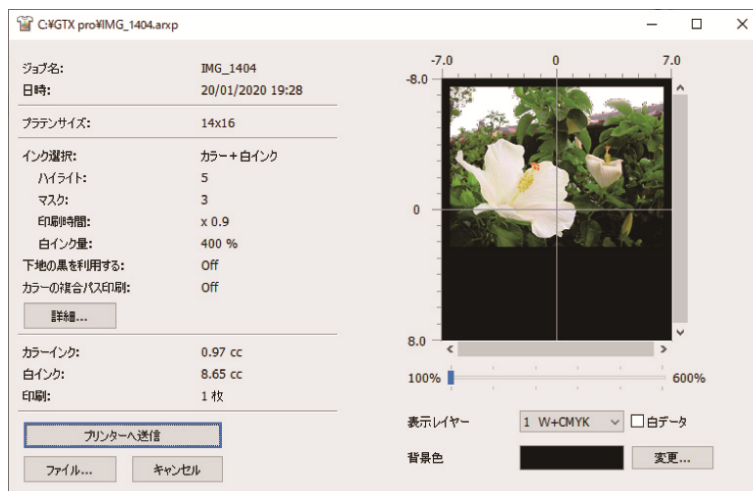 C:¥GTX pro¥IMG_1404.arxp
ジョブ名: IMG_1404
日時: 20/01/2020 19:28
プラテンサイズ: 14x16
インク選択: カラー+白インク
ハイライト: 5
マスク: 3
印刷時間: x 0.9
白インク量: 400 %
下地の黒を利用する: Off
カラーの複合パス印刷: Off
詳細...
カラーインク: 0.97 cc
白インク: 8.65 cc
印刷: 1 枚
プリンターへ送信
ファイル... キャンセル
-7.0 0 7.0
-8.0
0
8.0
100% 600%
表示レイヤー 1 W+CMYK 白データ
背景色 変更...